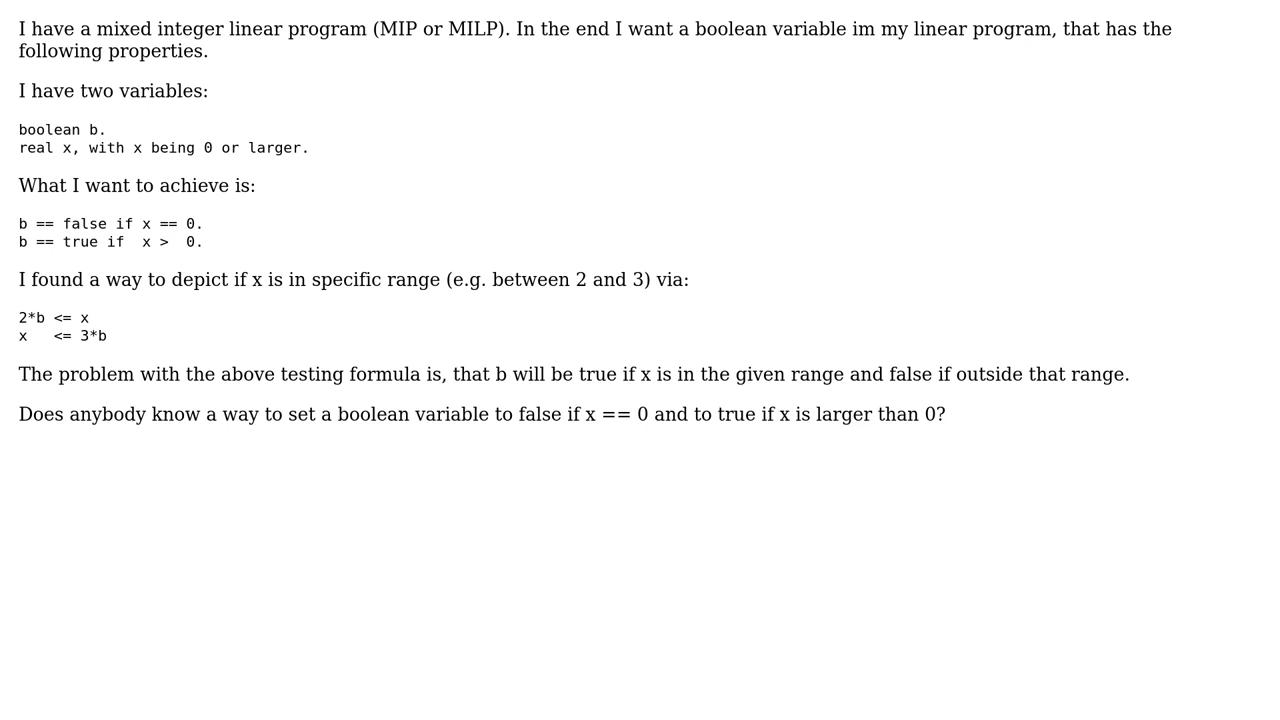 I have a mixed integer linear program (MIP or MILP). In the end I want a boolean variable im my linear program, that has the
following properties.
I have two variables:
boolean b.
real x, with x being 0 or larger.
What I want to achieve is:
b == false if x == 0.
b == true if  x >  0.
I found a way to depict if x is in specific range (e.g. between 2 and 3) via:
2*b <= x
x   <= 3*b
The problem with the above testing formula is, that b will be true if x is in the given range and false if outside that range.
Does anybody know a way to set a boolean variable to false if x == 0 and to true if x is larger than 0?